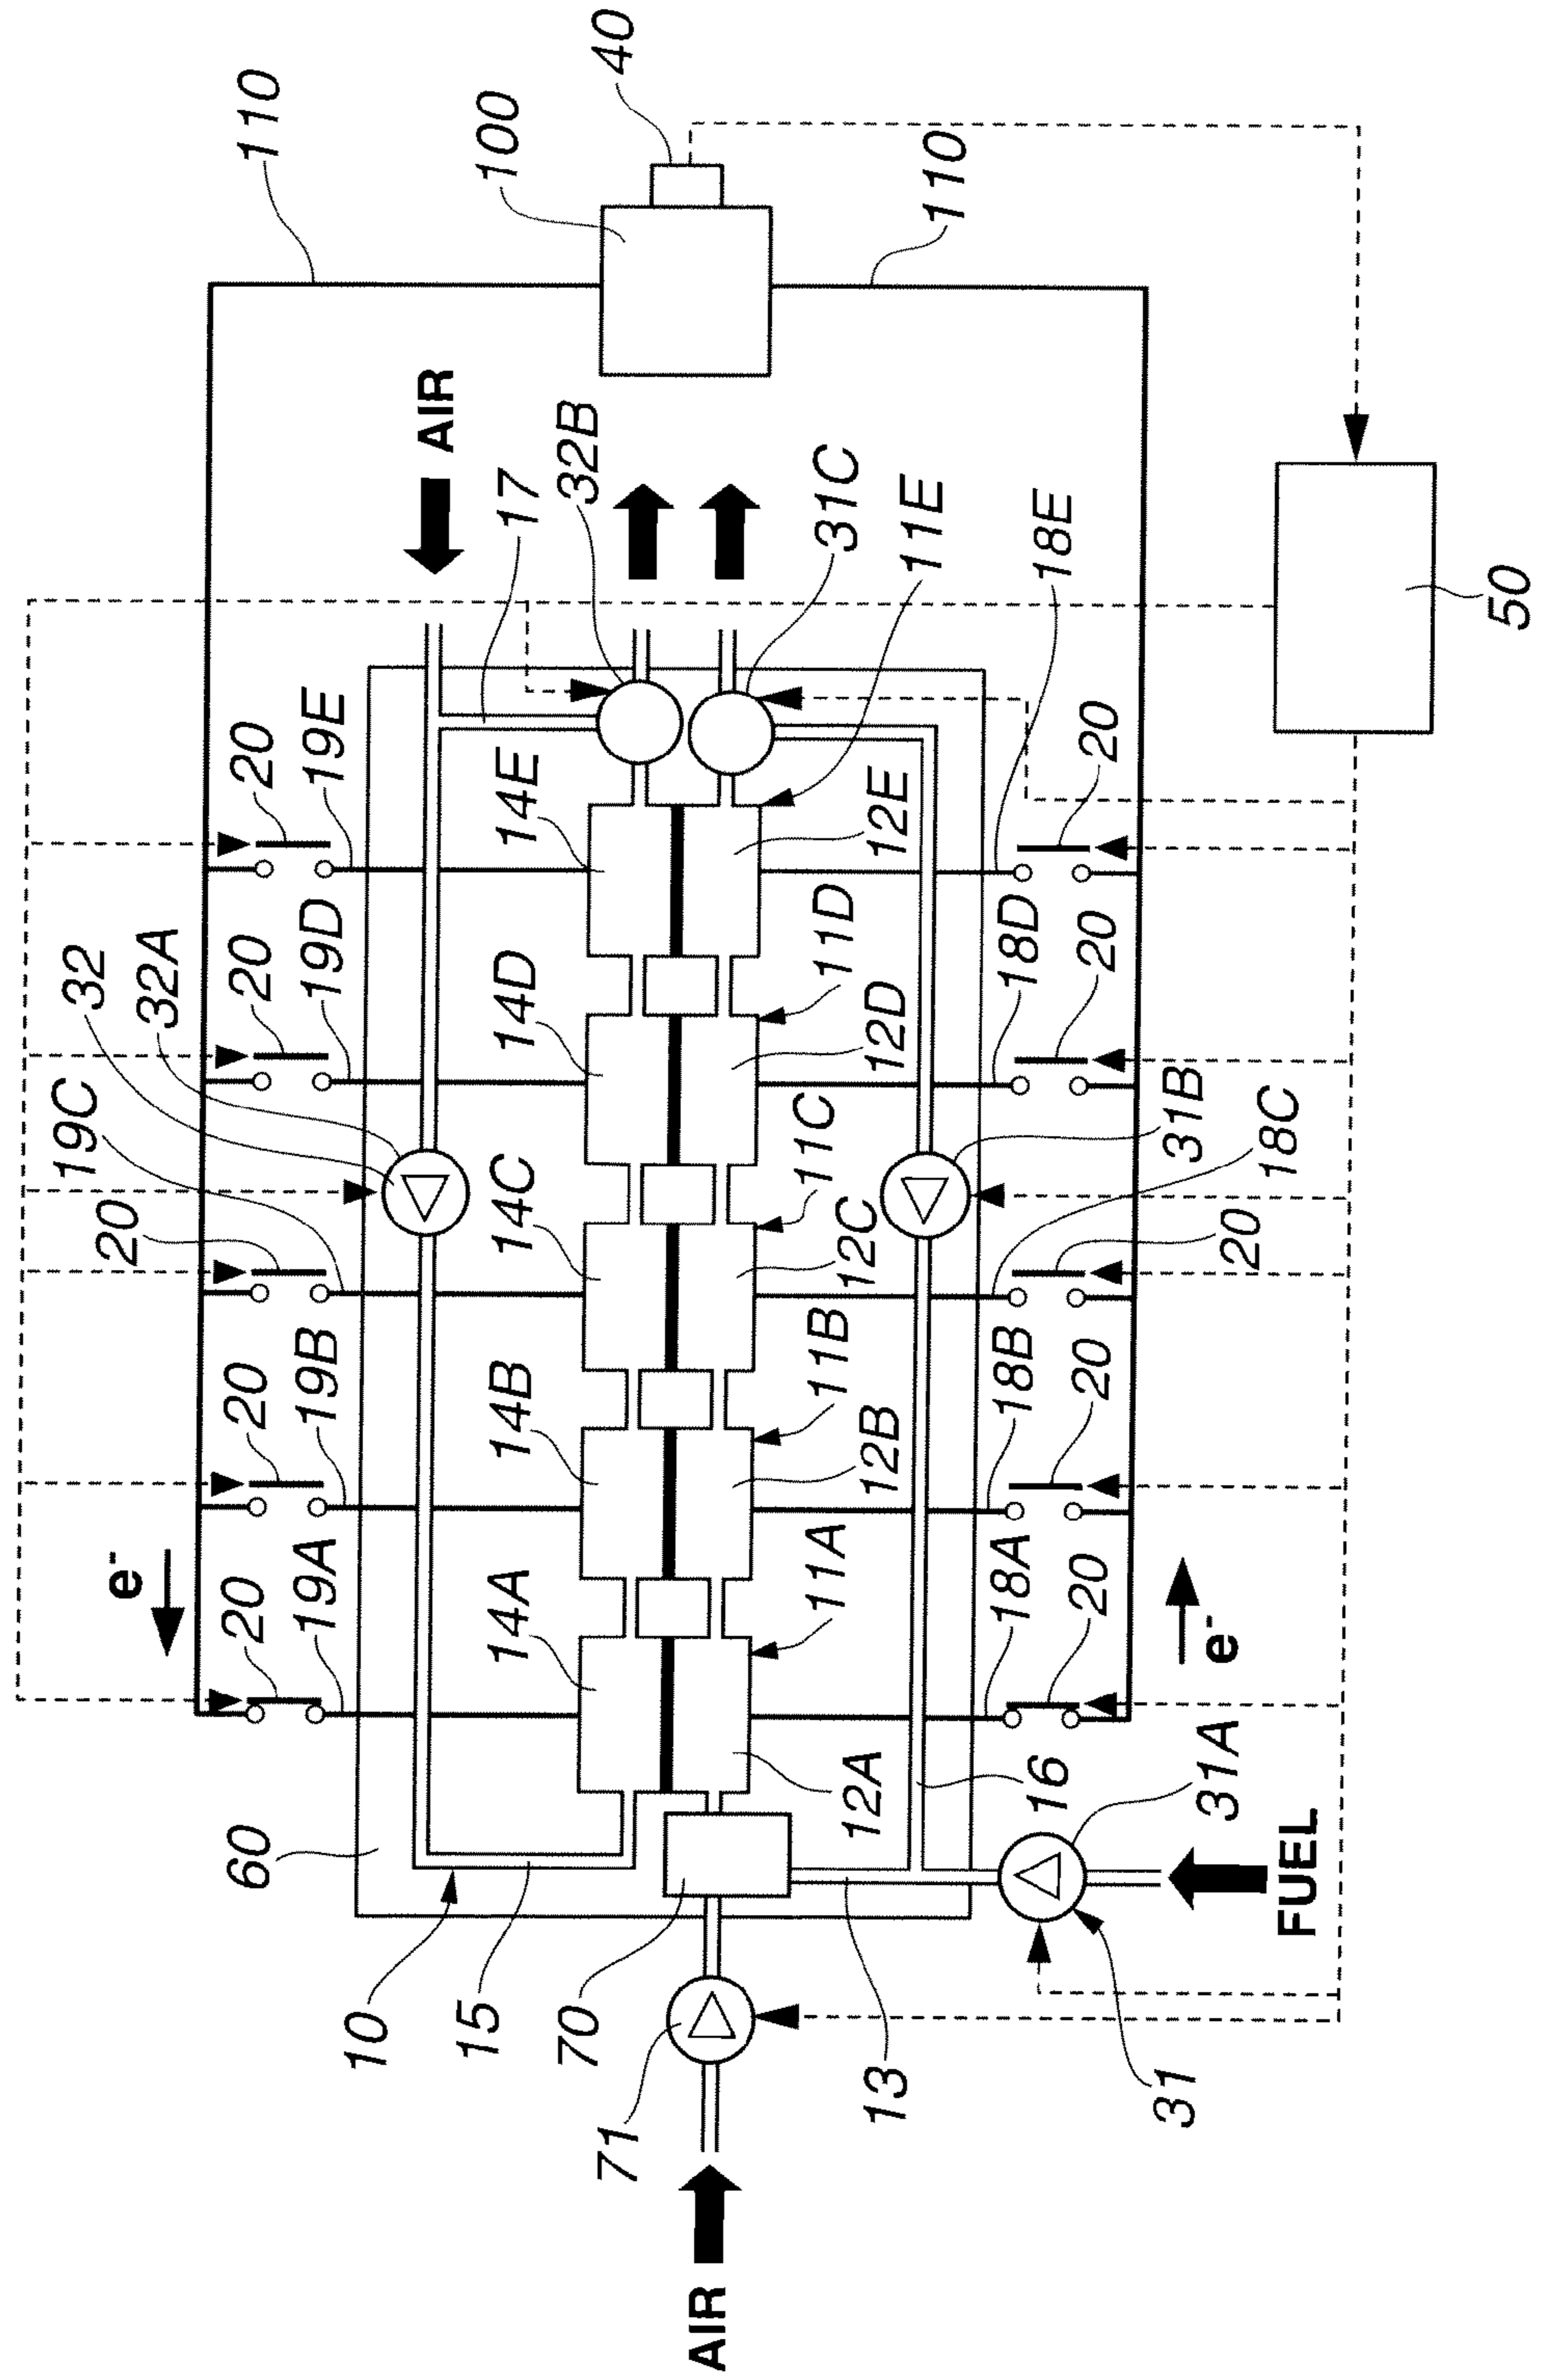 110
40
100
110
AIR
17
32B
31C
11E
18E
50
20
19E
14E
12E
20
32
32A
20
19D
14D
11D
12D
18D
20
19C
20
14C
11C
12C
31B
18C
20
20
19B
14B
11B
12B
18B
20
e-
20
19A
14A
11A
12A
18A
20
e-
60
16
31A
FUEL
10
15
70
71
13
31
AIR